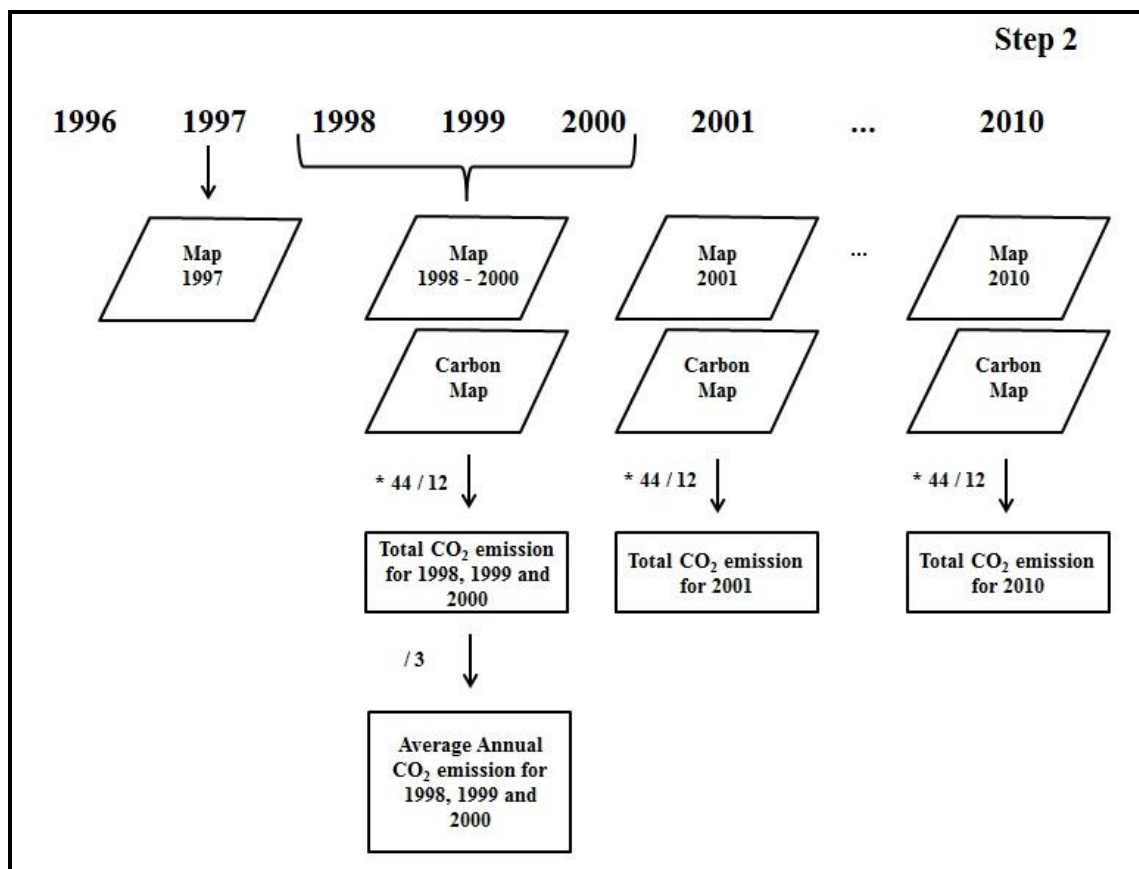 Step 2
1996 1997 1998 1999 2000 2001 ... 2010
Map
1997
Map
1998 - 2000
Map
2001
...
Map
2010
Carbon
Map
Carbon
Map
Carbon
Map
* 44 / 12
* 44 / 12
* 44 / 12
Total CO₂ emission
for 1998, 1999 and
2000
Total CO₂ emission
for 2001
Total CO₂ emission
for 2010
/ 3
Average Annual
CO₂ emission for
1998, 1999 and
2000